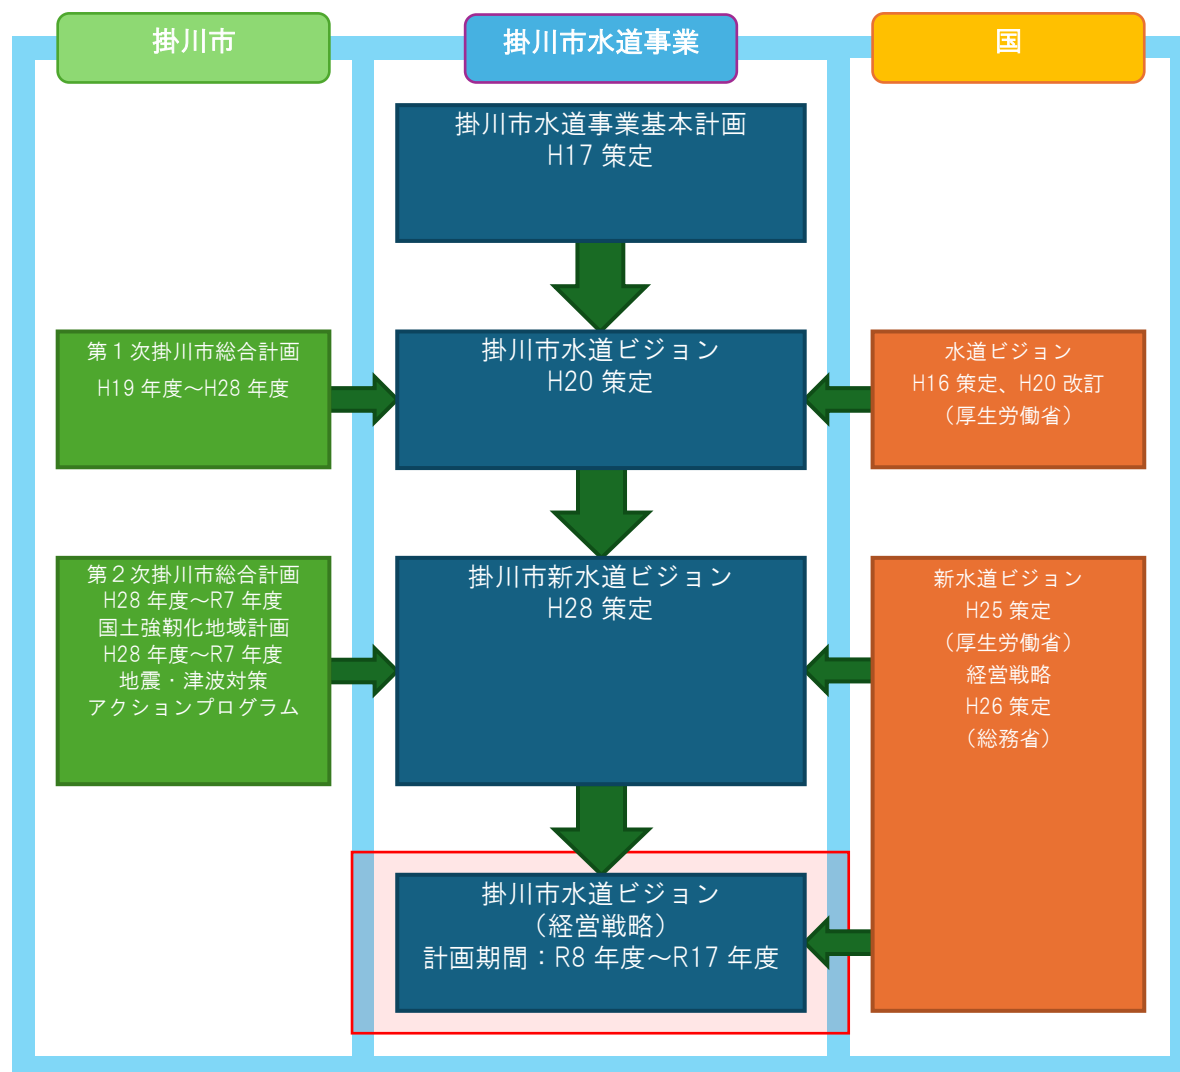 掛川市
掛川市水道事業
国
掛川市水道事業基本計画
H17 策定
第１次掛川市総合計画
H19 年度～H28 年度
掛川市水道ビジョン
H20 策定
水道ビジョン
H16 策定、H20 改訂
（厚生労働省）
第２次掛川市総合計画
H28 年度～R7 年度
国土強靭化地域計画
H28 年度～R7 年度
地震・津波対策
アクションプログラム
掛川市新水道ビジョン
H28 策定
新水道ビジョン
H25 策定
（厚生労働省）
経営戦略
H26 策定
（総務省）
掛川市水道ビジョン
（経営戦略）
計画期間：R8 年度～R17 年度